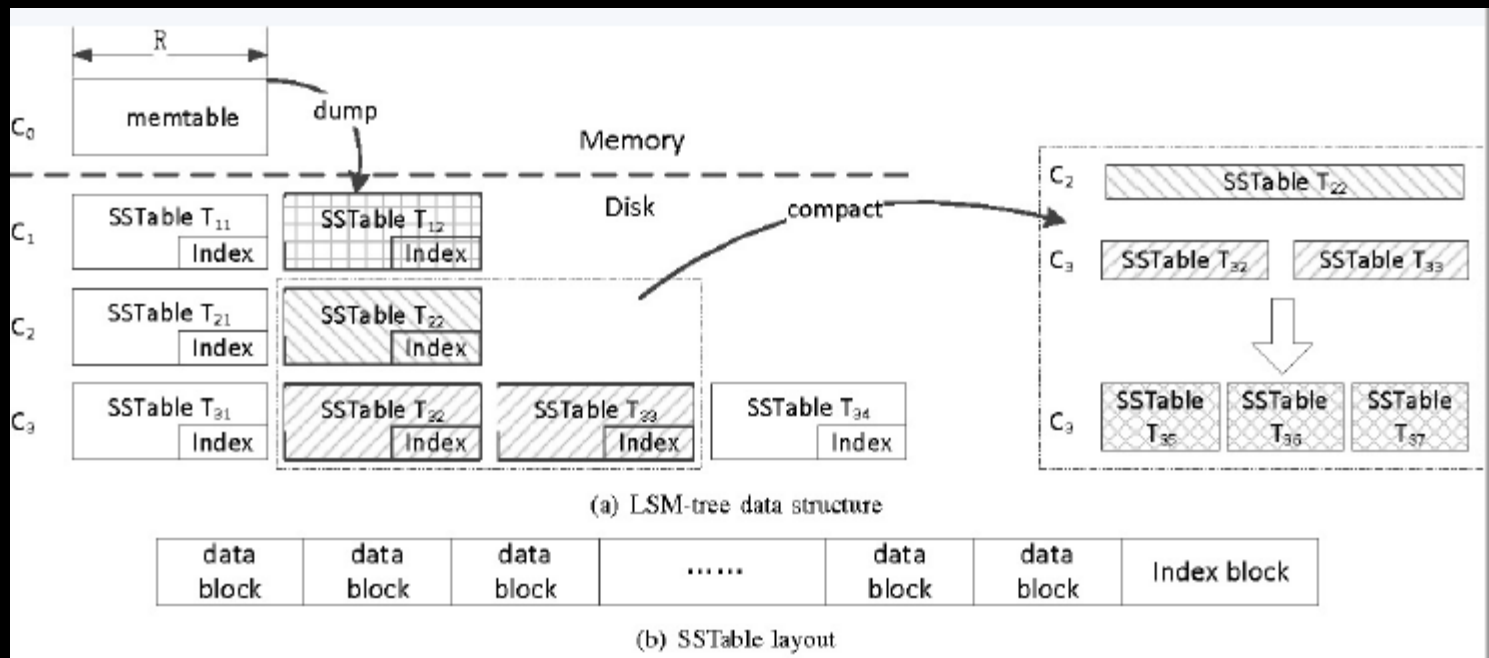 R
memtable
dump
C₀
Memory
Disk
compact
C₁
SSTable T₁₁
Index
SSTable T₁₂
Index
C₂
SSTable T₂₁
Index
SSTable T₂₂
Index
C₃
SSTable T₃₁
Index
SSTable T₃₂
Index
SSTable T₃₃
Index
SSTable T₃₄
Index
C₂
SSTable T₂₂
C₃
SSTable T₃₂
SSTable T₃₃
C₃
SSTable
T₃₅
SSTable
T₃₆
SSTable
T₃₇
(a) LSM-tree data structure
data
block
data
block
data
block
......
data
block
data
block
Index block
(b) SSTable layout